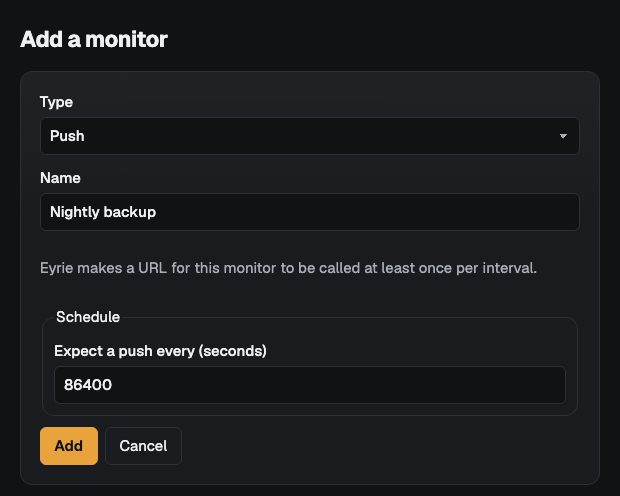 Add a monitor
Type
Push
Name
Nightly backup
Eyrie makes a URL for this monitor to be called at least once per interval.
Schedule
Expect a push every (seconds)
86400
Add
Cancel